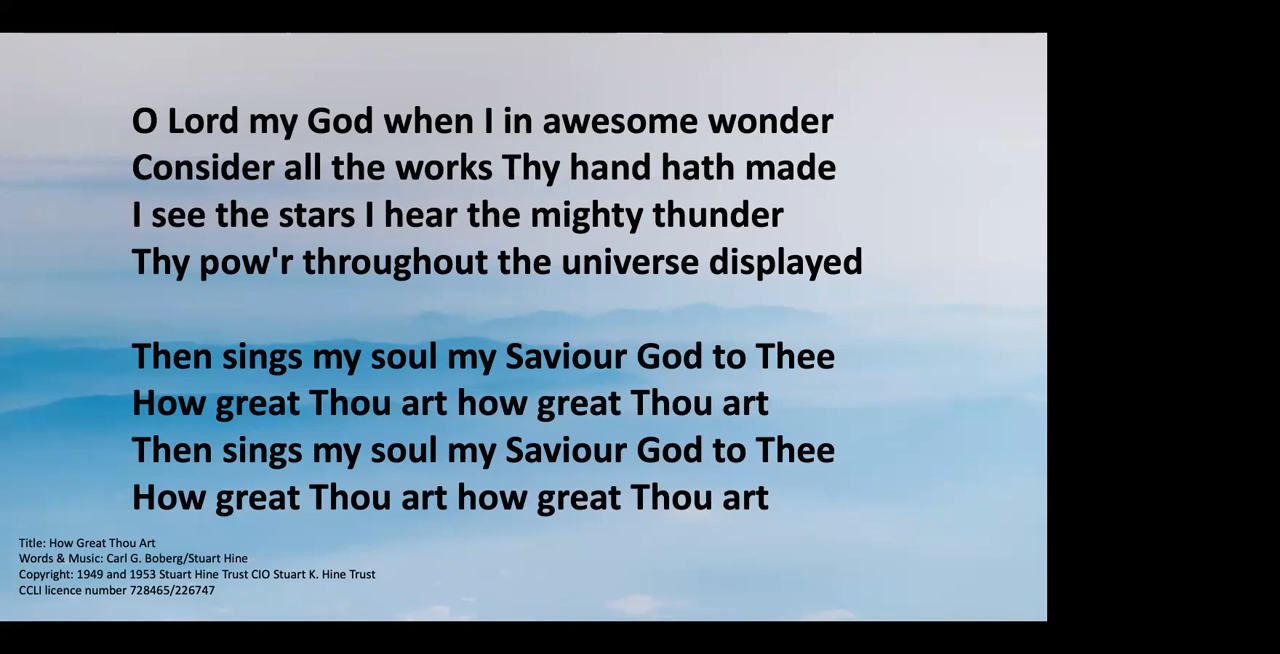 O Lord my God when I in awesome wonder
Consider all the works Thy hand hath made
I see the stars I hear the mighty thunder
Thy pow'r throughout the universe displayed
Then sings my soul my Saviour God to Thee
How great Thou art how great Thou art
Then sings my soul my Saviour God to Thee
How great Thou art how great Thou art
Title: How Great Thou Art
Words & Music: Carl G. Boberg/Stuart Hine
Copyright: 1949 and 1953 Stuart Hine Trust CIO Stuart K. Hine Trust
CCLI licence number 728465/226747